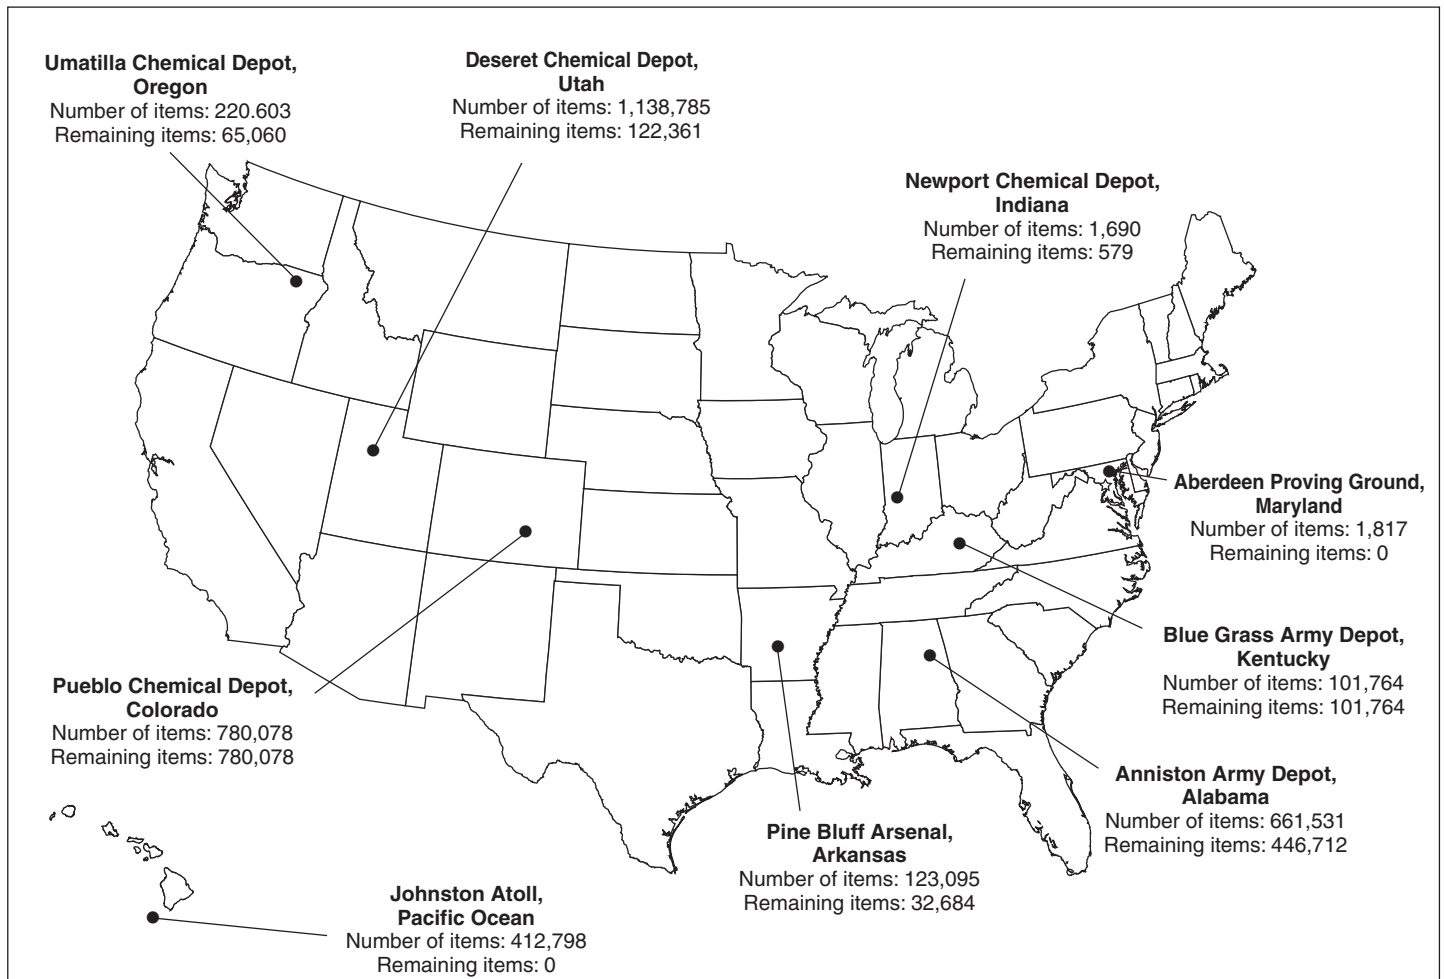 Umatilla Chemical Depot,
Oregon
Number of items: 220.603
Remaining items: 65,060
Deseret Chemical Depot,
Utah
Number of items: 1,138,785
Remaining items: 122,361
Newport Chemical Depot,
Indiana
Number of items: 1,690
Remaining items: 579
Aberdeen Proving Ground,
Maryland
Number of items: 1,817
Remaining items: 0
Blue Grass Army Depot,
Kentucky
Number of items: 101,764
Remaining items: 101,764
Pueblo Chemical Depot,
Colorado
Number of items: 780,078
Remaining items: 780,078
Anniston Army Depot,
Alabama
Number of items: 661,531
Remaining items: 446,712
Pine Bluff Arsenal,
Arkansas
Number of items: 123,095
Remaining items: 32,684
Johnston Atoll,
Pacific Ocean
Number of items: 412,798
Remaining items: 0